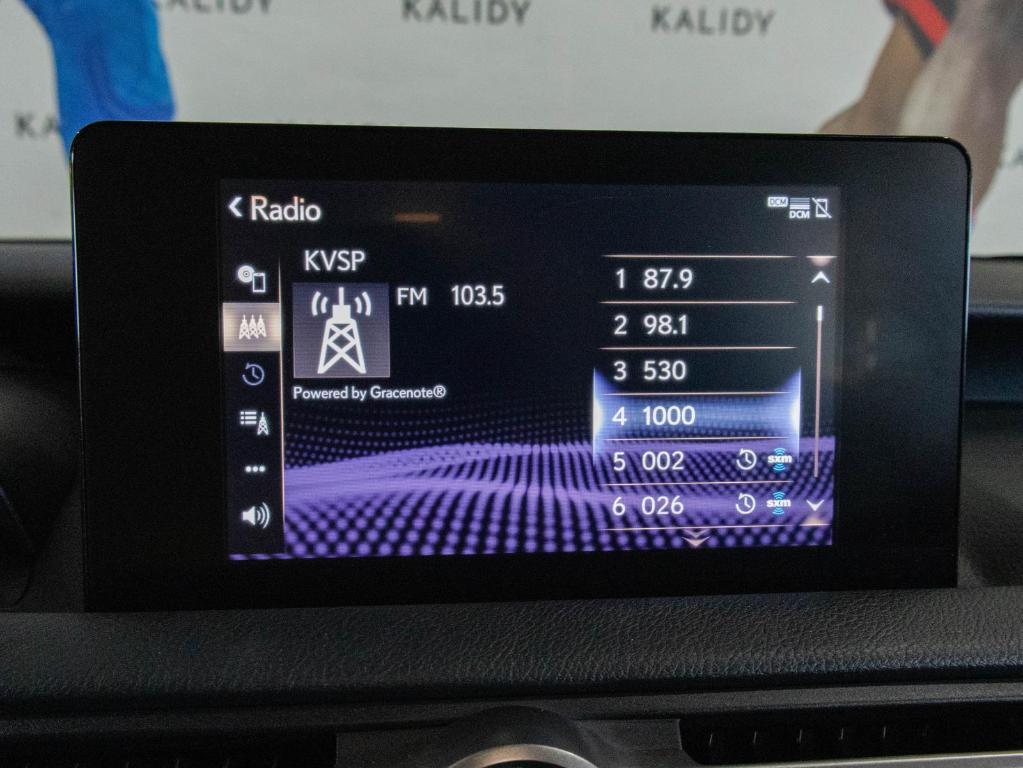 KALIDY
KALIDY
KALIDY
Radio
DCM
DCM
KVSP
FM 103.5
Powered by Gracenote®
1 87.9
2 98.1
3 530
4 1000
5 002 sxm
6 026 sxm